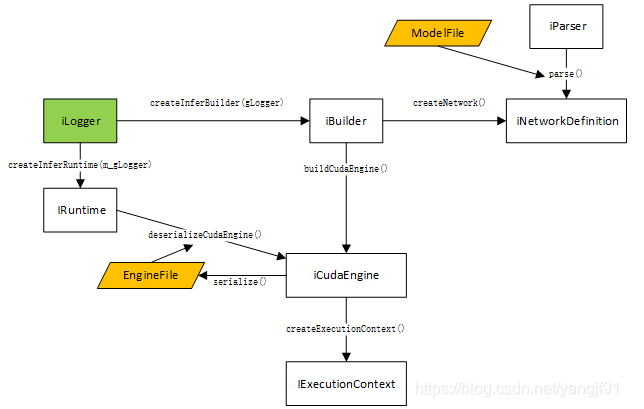 ModelFile
iParser
parse()
createInferBuilder(gLogger)
createNetwork()
iLogger
iBuilder
iNetworkDefinition
createInferRuntime(m_gLogger)
buildCudaEngine()
IRuntime
deserializeCudaEngine()
EngineFile
serialize()
iCudaEngine
createExecutionContext()
IExecutionContext
https://blog.csdn.net/yangjf91